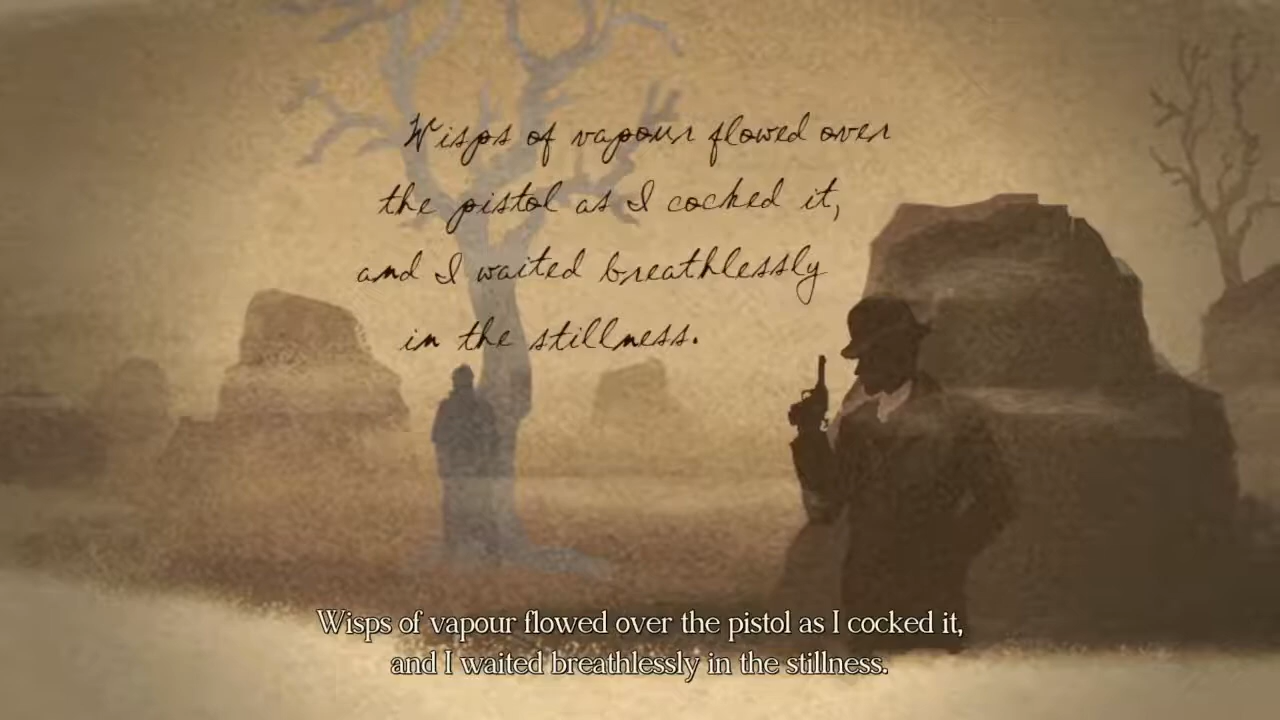 Wisps of vapour flowed over
the pistol as I cocked it,
and I waited breathlessly
in the stillness.
Wisps of vapour flowed over the pistol as I cocked it,
and I waited breathlessly in the stillness.